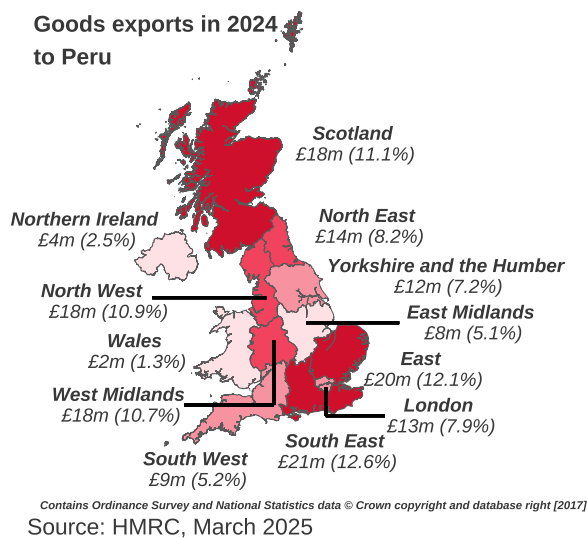 Goods exports in 2024
to Peru
Scotland
£18m (11.1%)
Northern Ireland
£4m (2.5%)
North East
£14m (8.2%)
Yorkshire and the Humber
£12m (7.2%)
North West
£18m (10.9%)
East Midlands
£8m (5.1%)
Wales
£2m (1.3%)
East
£20m (12.1%)
West Midlands
£18m (10.7%)
London
£13m (7.9%)
South East
£21m (12.6%)
South West
£9m (5.2%)
Contains Ordinance Survey and National Statistics data © Crown copyright and database right [2017]
Source: HMRC, March 2025